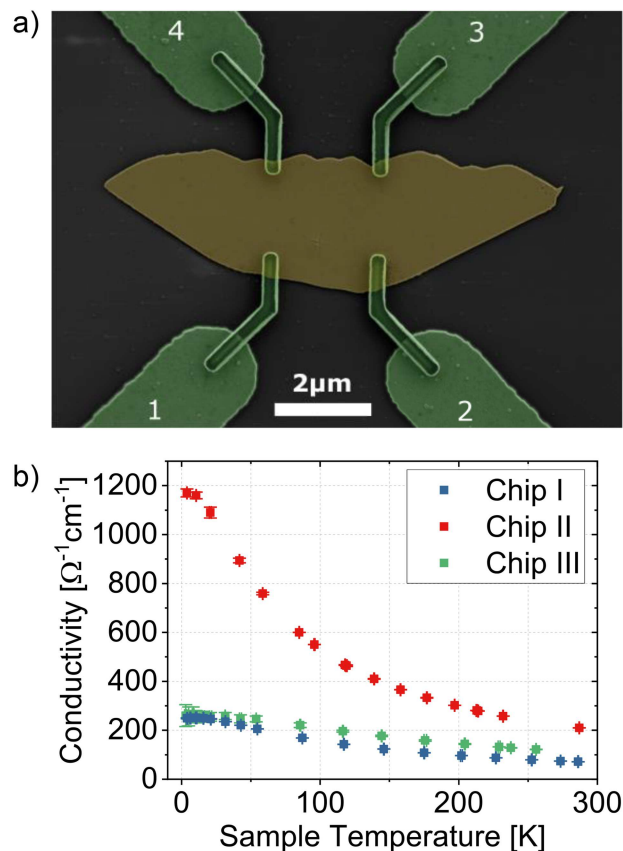 a)
4 3
2μm
1 2
b)
Conductivity [Ω⁻¹cm⁻¹]
1200
1000
800
600
400
200
0
Chip I
Chip II
Chip III
0 100 200 300
Sample Temperature [K]